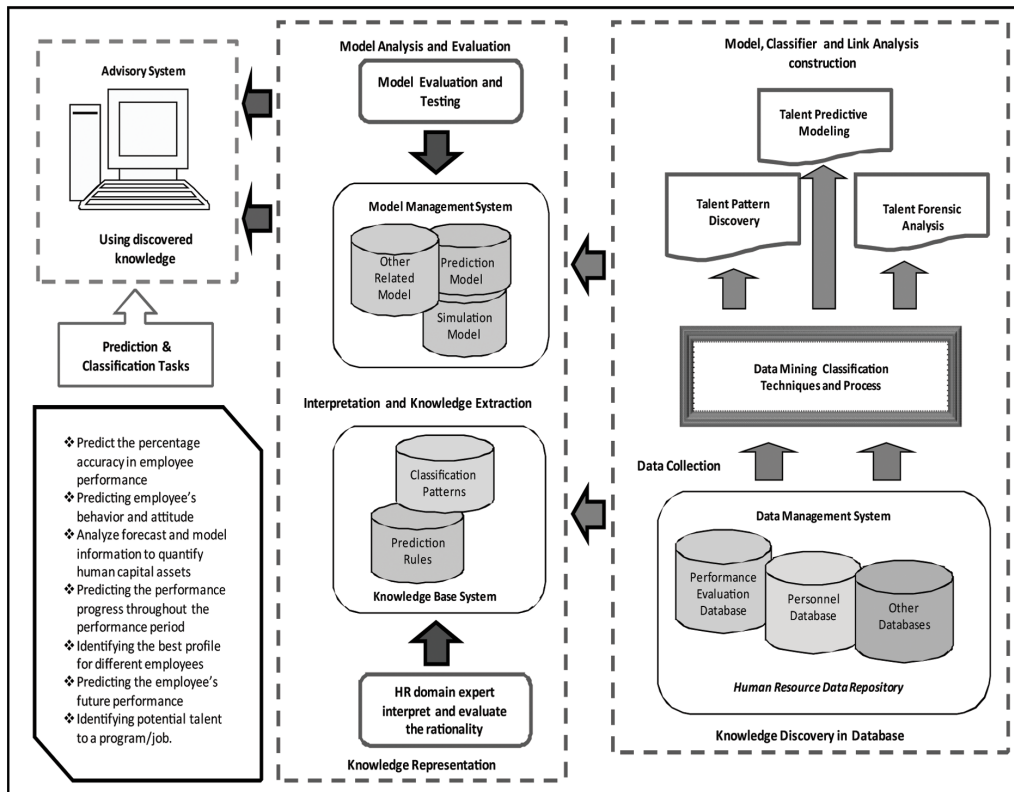 Advisory System
Using discovered
knowledge
Prediction &
Classification Tasks
❖Predict the percentage
accuracy in employee
performance
❖Predicting employee's
behavior and attitude
❖Analyze forecast and model
information to quantify
human capital assets
❖Predicting the performance
progress throughout the
performance period
❖Identifying the best profile
for different employees
❖Predicting the employee's
future performance
❖Identifying potential talent
to a program/job.
Model Analysis and Evaluation
Model Evaluation and
Testing
Model Management System
Other
Related
Model
Prediction
Model
Simulation
Model
Interpretation and Knowledge Extraction
Classification
Patterns
Prediction
Rules
Knowledge Base System
HR domain expert
interpret and evaluate
the rationality
Knowledge Representation
Model, Classifier and Link Analysis
construction
Talent Predictive
Modeling
Talent Pattern
Discovery
Talent Forensic
Analysis
Data Mining Classification
Techniques and Process
Data Collection
Data Management System
Performance
Evaluation
Database
Personnel
Database
Other
Databases
Human Resource Data Repository
Knowledge Discovery in Database